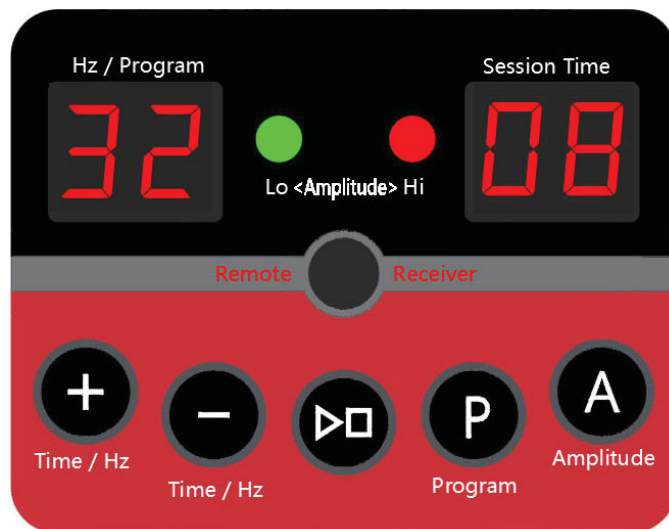 Hz / Program
Session Time
32
08
Lo <Amplitude> Hi
Remote Receiver
+
-
P
A
Time / Hz
Time / Hz
Program
Amplitude